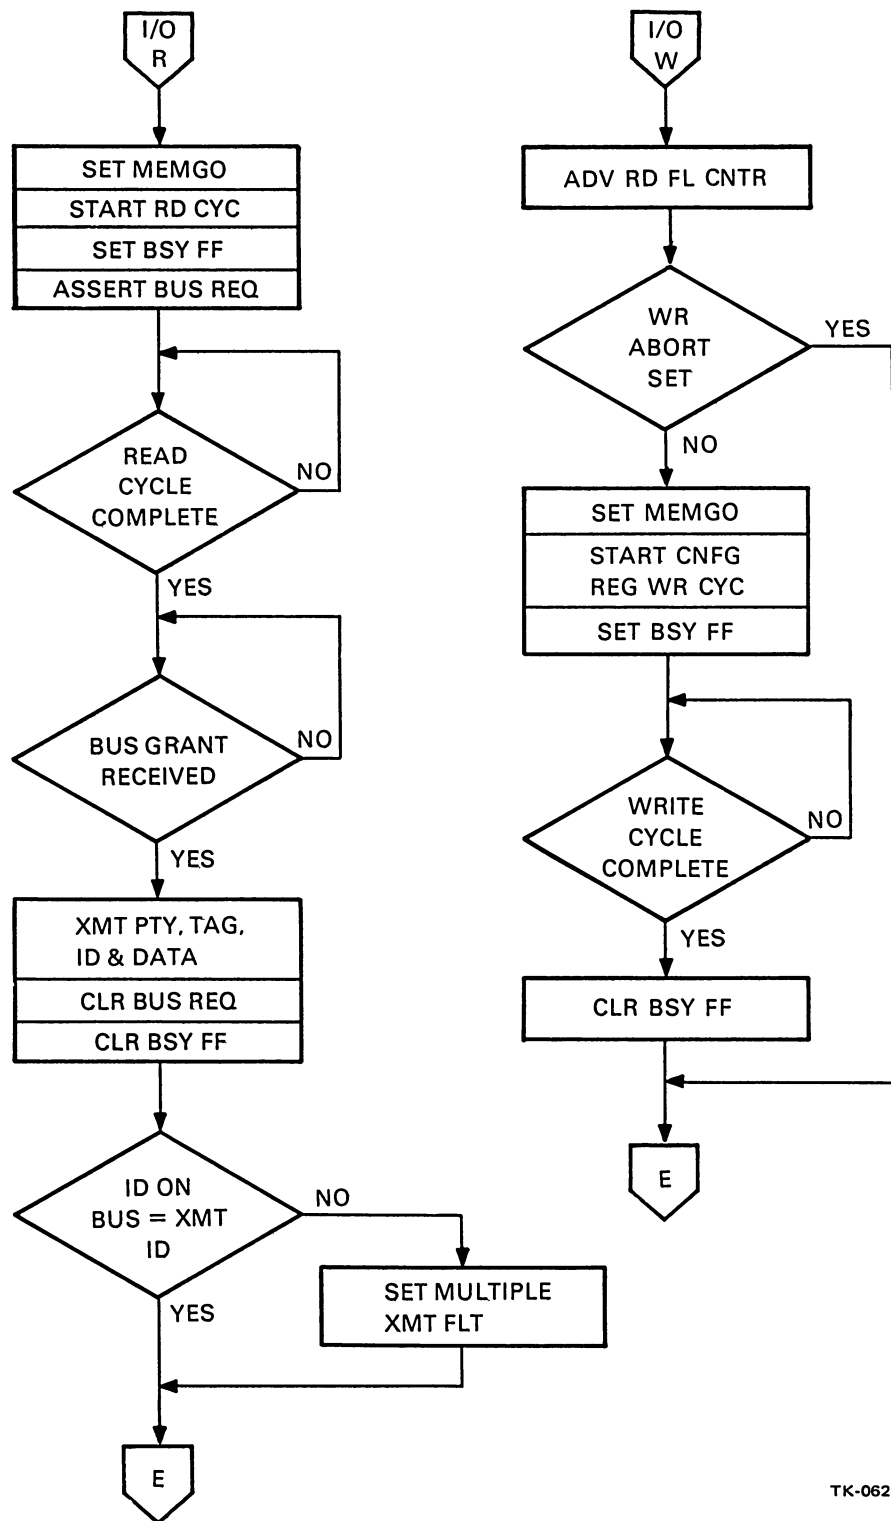 I/O
R
SET MEMGO
START RD CYC
SET BSY FF
ASSERT BUS REQ
READ
CYCLE
COMPLETE
NO
YES
BUS GRANT
RECEIVED
NO
YES
XMT PTY, TAG,
ID & DATA
CLR BUS REQ
CLR BSY FF
ID ON
BUS = XMT
ID
NO
YES
SET MULTIPLE
XMT FLT
E
I/O
W
ADV RD FL CNTR
WR
ABORT
SET
YES
NO
SET MEMGO
START CNFG
REG WR CYC
SET BSY FF
WRITE
CYCLE
COMPLETE
NO
YES
CLR BSY FF
E
TK-062